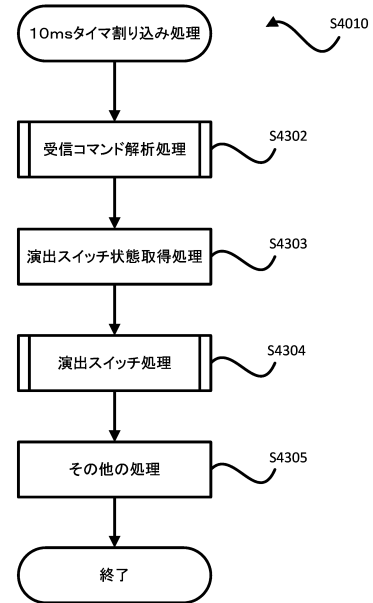 10msタイマ割り込み処理
S4010
受信コマンド解析処理
S4302
演出スイッチ状態取得処理
S4303
演出スイッチ処理
S4304
その他の処理
S4305
終了